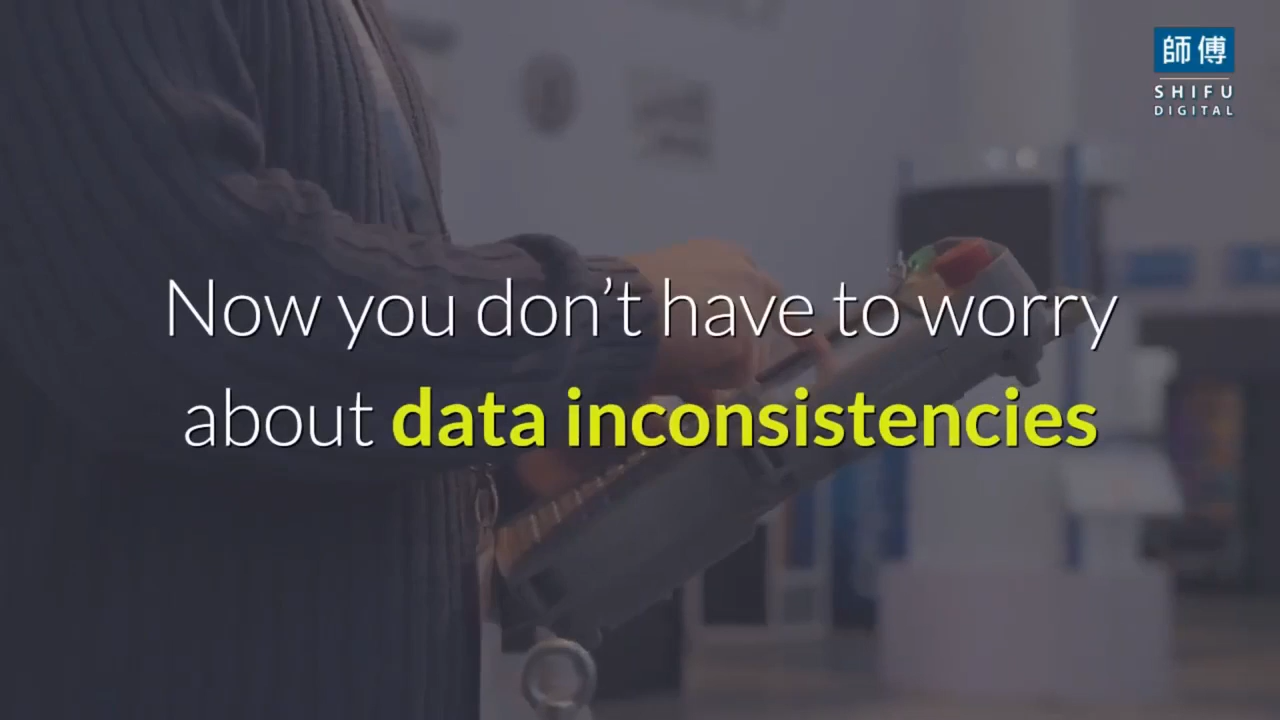 師傅
SHIFU
DIGITAL
Now you don’t have to worry
about data inconsistencies